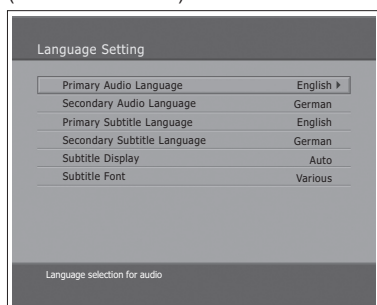 Language Setting
Primary Audio Language English
Secondary Audio Language German
Primary Subtitle Language English
Secondary Subtitle Language German
Subtitle Display Auto
Subtitle Font Various
Language selection for audio